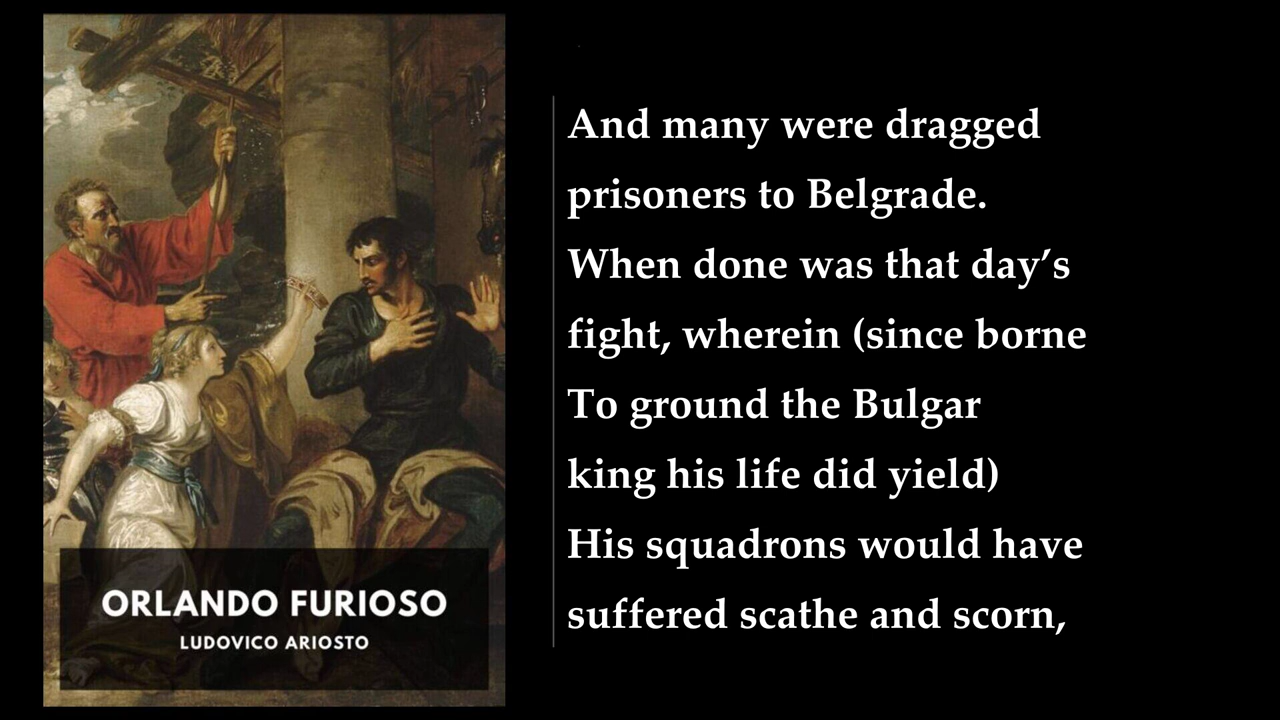 ORLANDO FURIOSO
LUDOVICO ARIOSTO
And many were dragged
prisoners to Belgrade.
When done was that day’s
fight, wherein (since borne
To ground the Bulgar
king his life did yield)
His squadrons would have
suffered scathe and scorn,